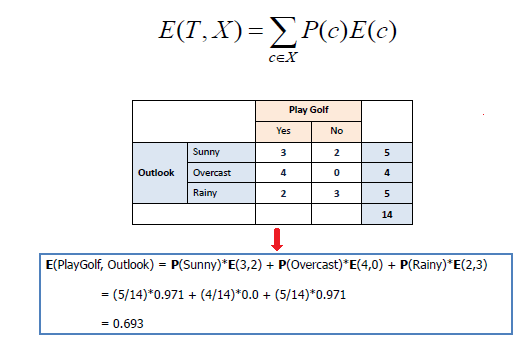 E(T, X) = ∑ P(c)E(c)
c∈X
Play Golf
Yes No
Sunny 3 2 5
Outlook Overcast 4 0 4
Rainy 2 3 5
14
E(PlayGolf, Outlook) = P(Sunny)*E(3,2) + P(Overcast)*E(4,0) + P(Rainy)*E(2,3)
= (5/14)*0.971 + (4/14)*0.0 + (5/14)*0.971
= 0.693